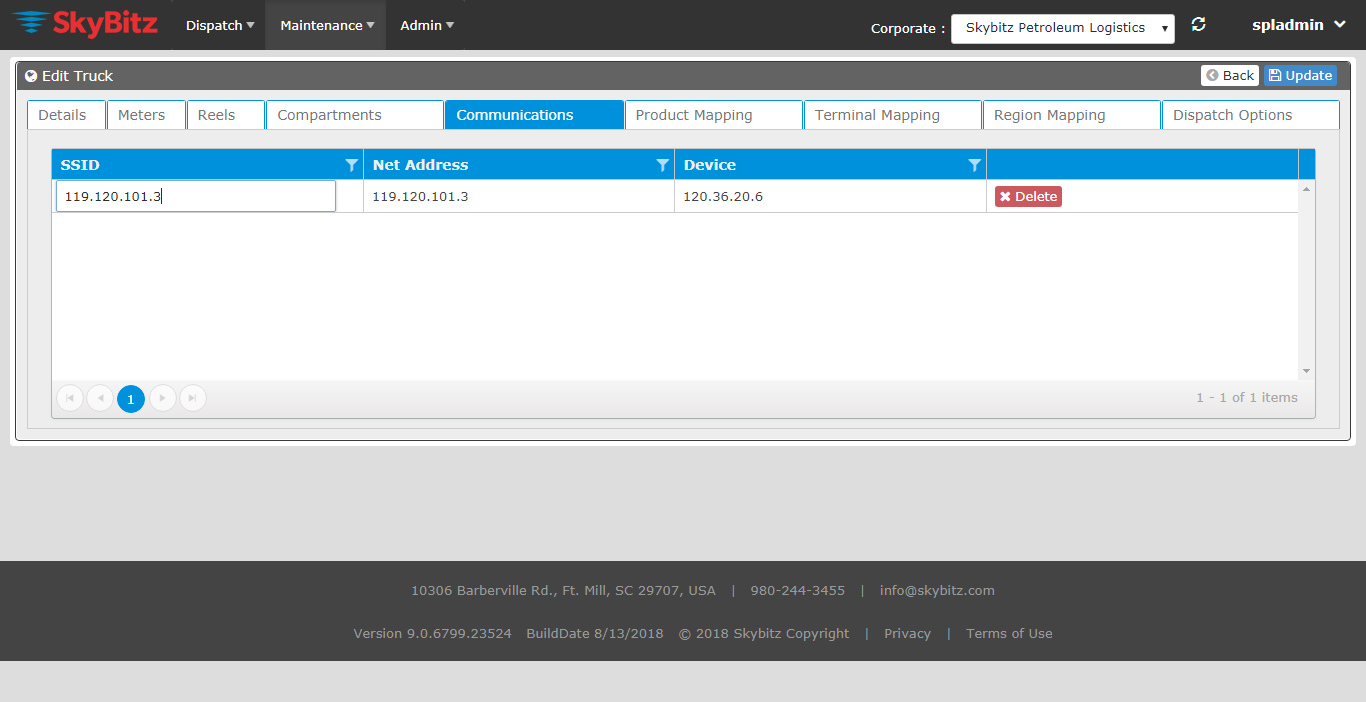 SkyBitz Dispatch Maintenance Admin Corporate : Skybitz Petroleum Logistics spladmin
Edit Truck Back Update
Details Meters Reels Compartments Communications Product Mapping Terminal Mapping Region Mapping Dispatch Options
SSID Net Address Device
119.120.101.3 119.120.101.3 120.36.20.6 Delete
1 1 - 1 of 1 items
10306 Barberville Rd., Ft. Mill, SC 29707, USA | 980-244-3455 | info@skybitz.com
Version 9.0.6799.23524 BuildDate 8/13/2018 © 2018 Skybitz Copyright | Privacy | Terms of Use